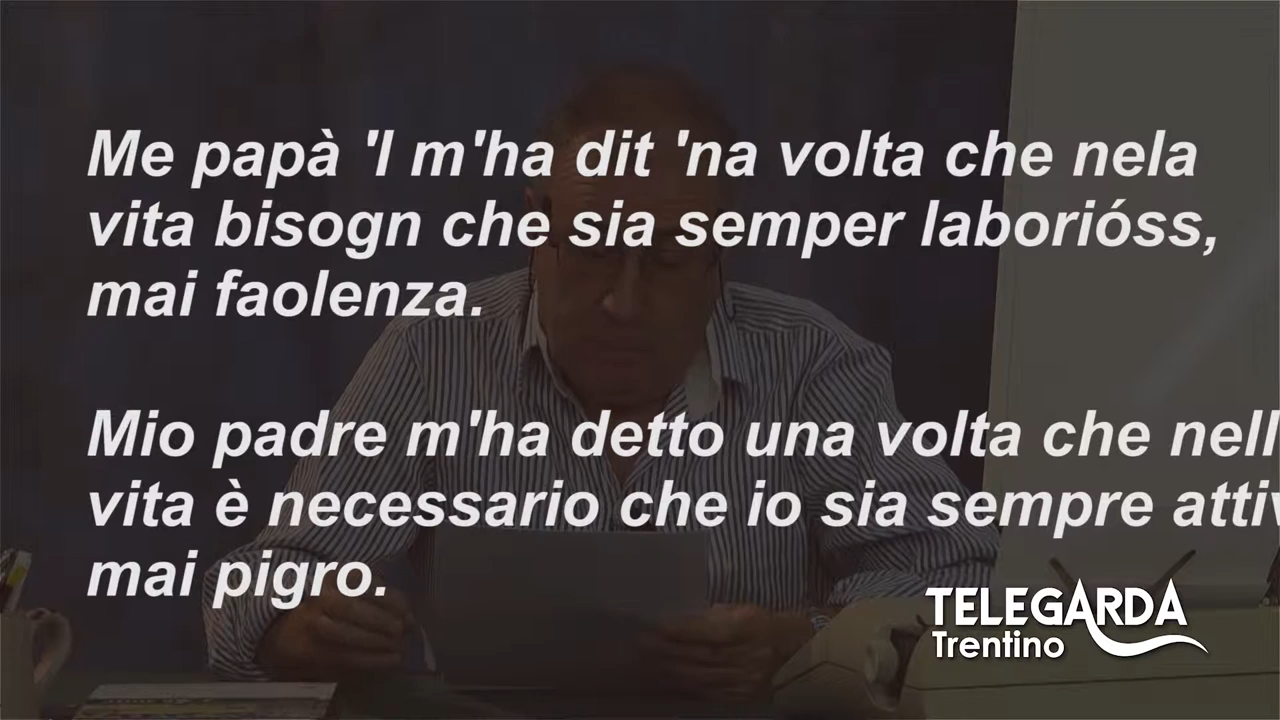 Me papà 'l m'ha dit 'na volta che nela
vita bisogn che sia semper laborióss,
mai faolenza.
Mio padre m'ha detto una volta che nell
vita è necessario che io sia sempre attiv
mai pigro.
TELEGARDA
Trentino